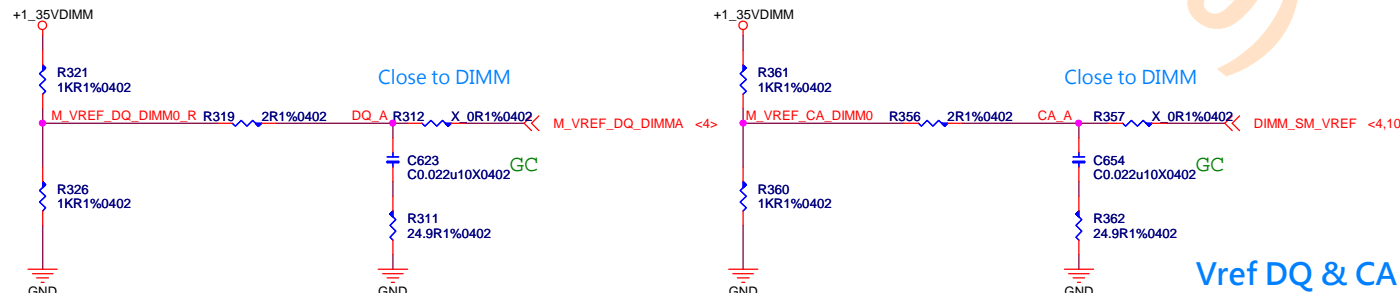 +1_35VDIMM
R321
1KR1%0402
Close to DIMM
M_VREF_DQ_DIMM0_R R319 2R1%0402 DQ_A R312 X_0R1%0402 M_VREF_DQ_DIMMA <4>
C623
C0.022u10X0402 GC
R326
1KR1%0402
R311
24.9R1%0402
GND GND
+1_35VDIMM
R361
1KR1%0402
Close to DIMM
M_VREF_CA_DIMM0 R356 2R1%0402 CA_A R357 X_0R1%0402 DIMM_SM_VREF <4,10
C654
C0.022u10X0402 GC
R360
1KR1%0402
R362
24.9R1%0402
GND GND
Vref DQ & CA